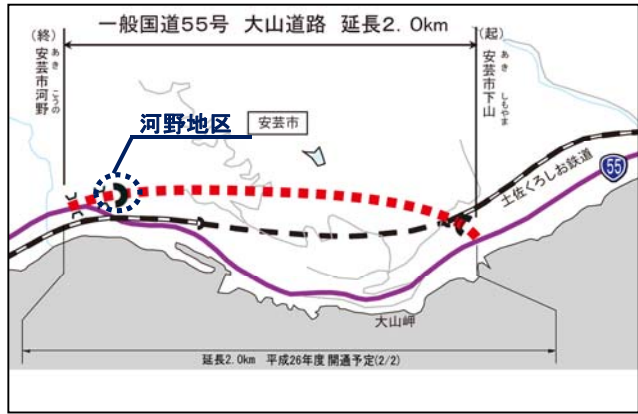 一般国道55号 大山道路 延長2.0km
(終)
安芸市河野
あき
こうの
(起)
安芸市下山
あき
しもやま
河野地区
安芸市
土佐くろしお鉄道
55
大山岬
延長2.0km 平成26年度開通予定(2/2)